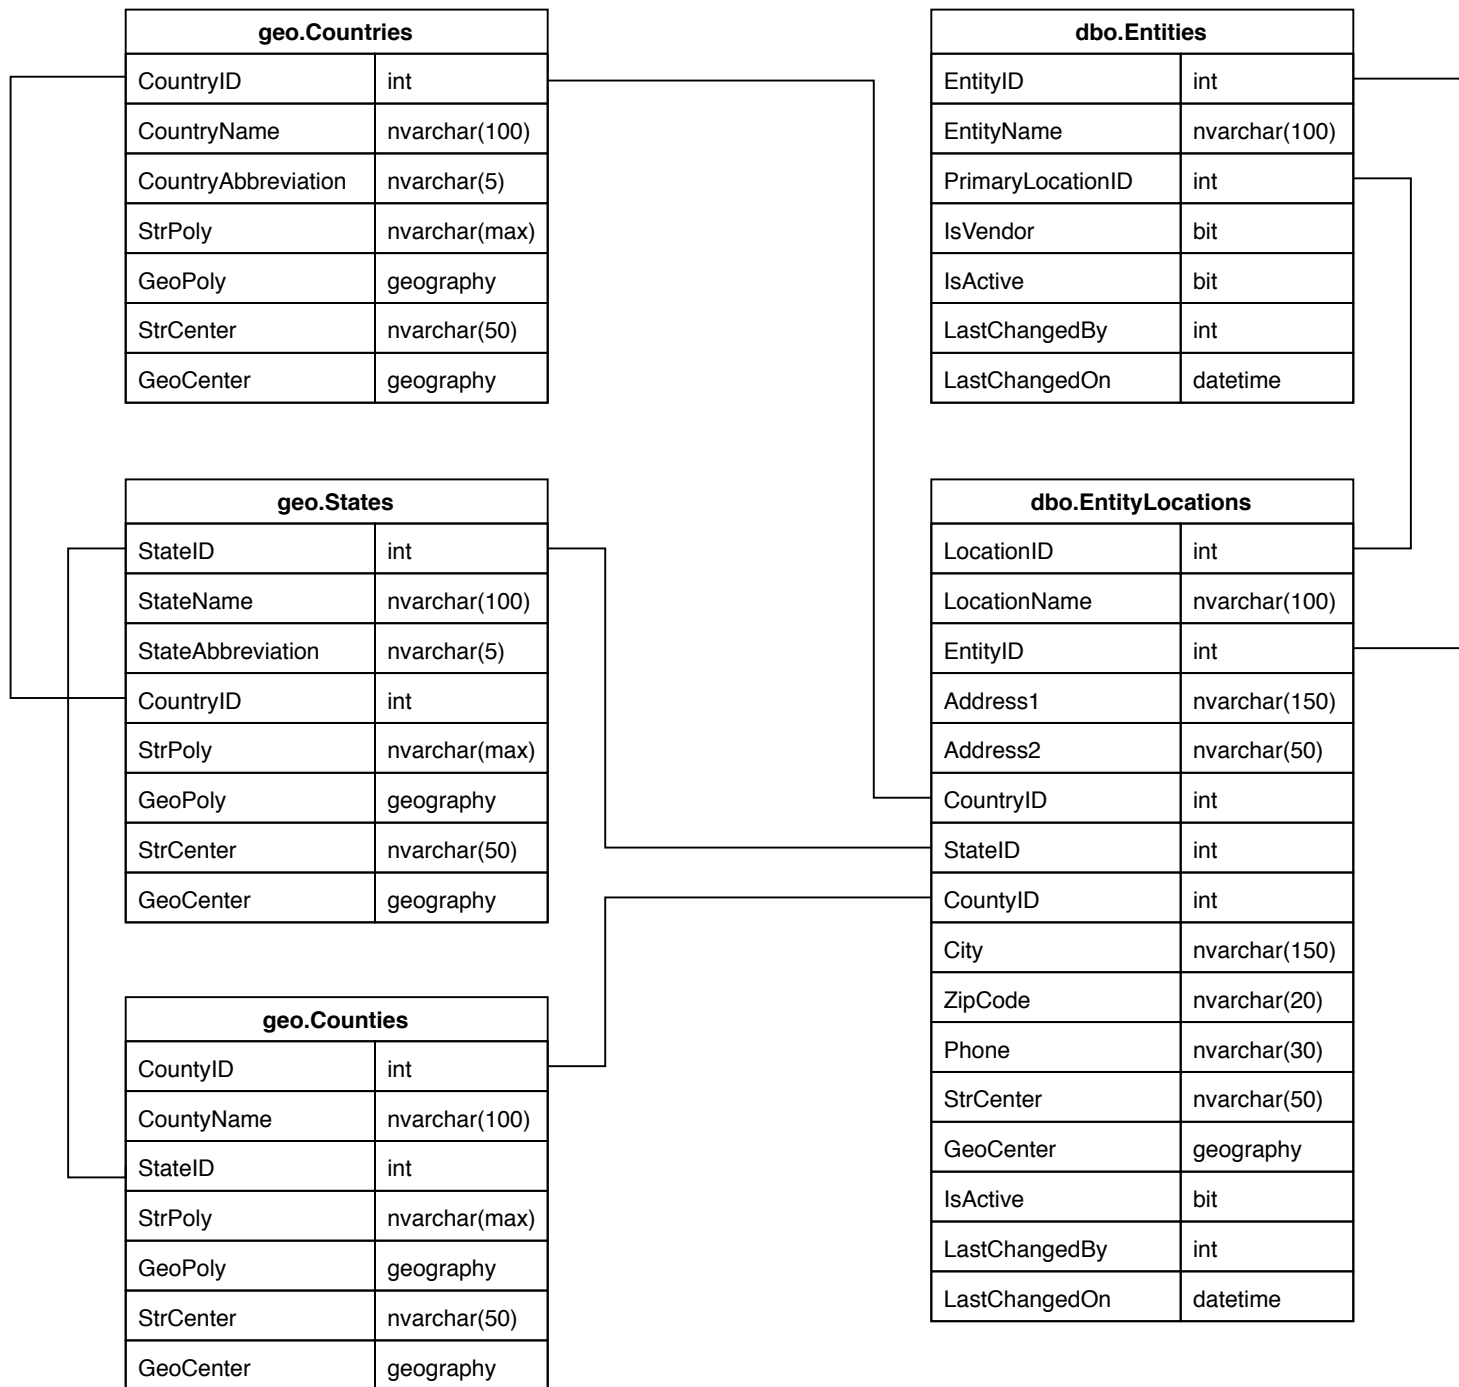 geo.Countries
CountryID int
CountryName nvarchar(100)
CountryAbbreviation nvarchar(5)
StrPoly nvarchar(max)
GeoPoly geography
StrCenter nvarchar(50)
GeoCenter geography
geo.States
StateID int
StateName nvarchar(100)
StateAbbreviation nvarchar(5)
CountryID int
StrPoly nvarchar(max)
GeoPoly geography
StrCenter nvarchar(50)
GeoCenter geography
geo.Counties
CountyID int
CountyName nvarchar(100)
StateID int
StrPoly nvarchar(max)
GeoPoly geography
StrCenter nvarchar(50)
GeoCenter geography
dbo.Entities
EntityID int
EntityName nvarchar(100)
PrimaryLocationID int
IsVendor bit
IsActive bit
LastChangedBy int
LastChangedOn datetime
dbo.EntityLocations
LocationID int
LocationName nvarchar(100)
EntityID int
Address1 nvarchar(150)
Address2 nvarchar(50)
CountryID int
StateID int
CountyID int
City nvarchar(150)
ZipCode nvarchar(20)
Phone nvarchar(30)
StrCenter nvarchar(50)
GeoCenter geography
IsActive bit
LastChangedBy int
LastChangedOn datetime